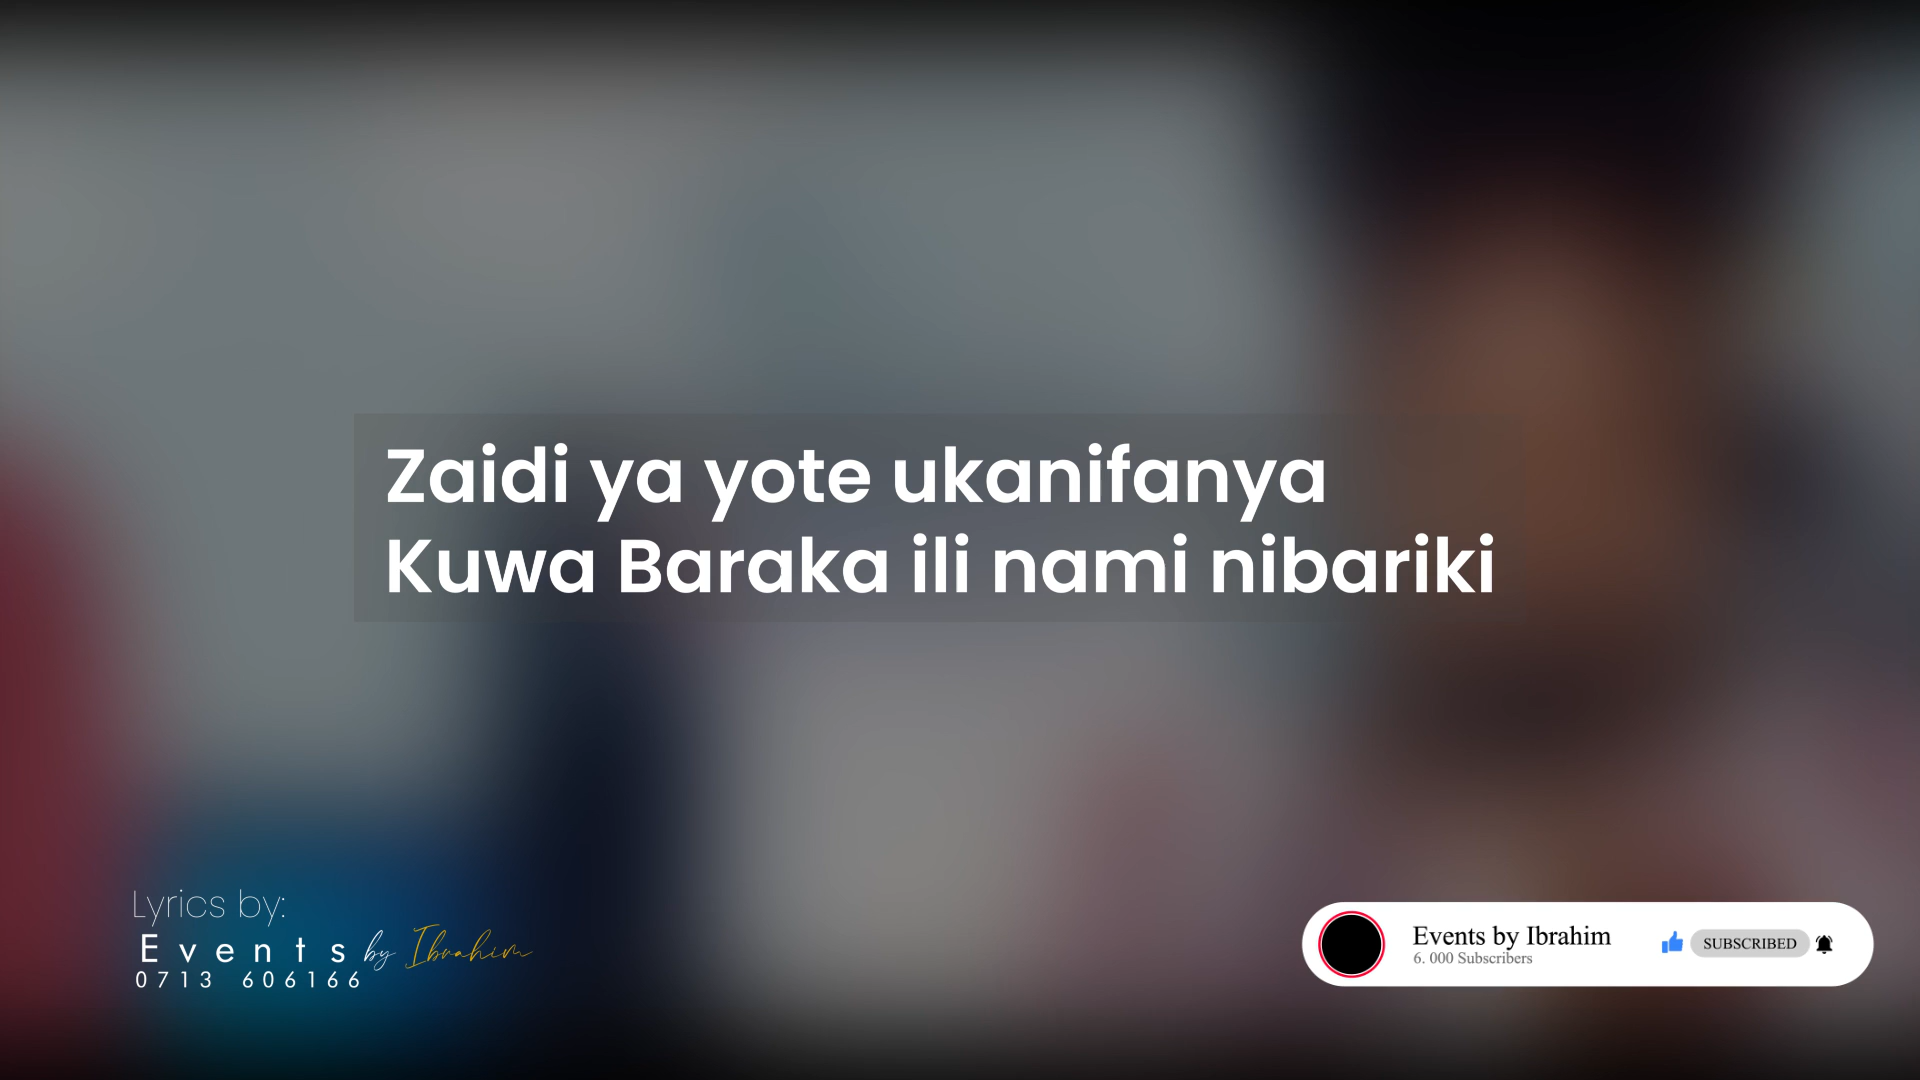 Zaidi ya yote ukanifanya
Kuwa Baraka ili nami nibariki
Lyrics by:
Events by Ibrahim
0713 606166
Events by Ibrahim
6. 000 Subscribers
SUBSCRIBED